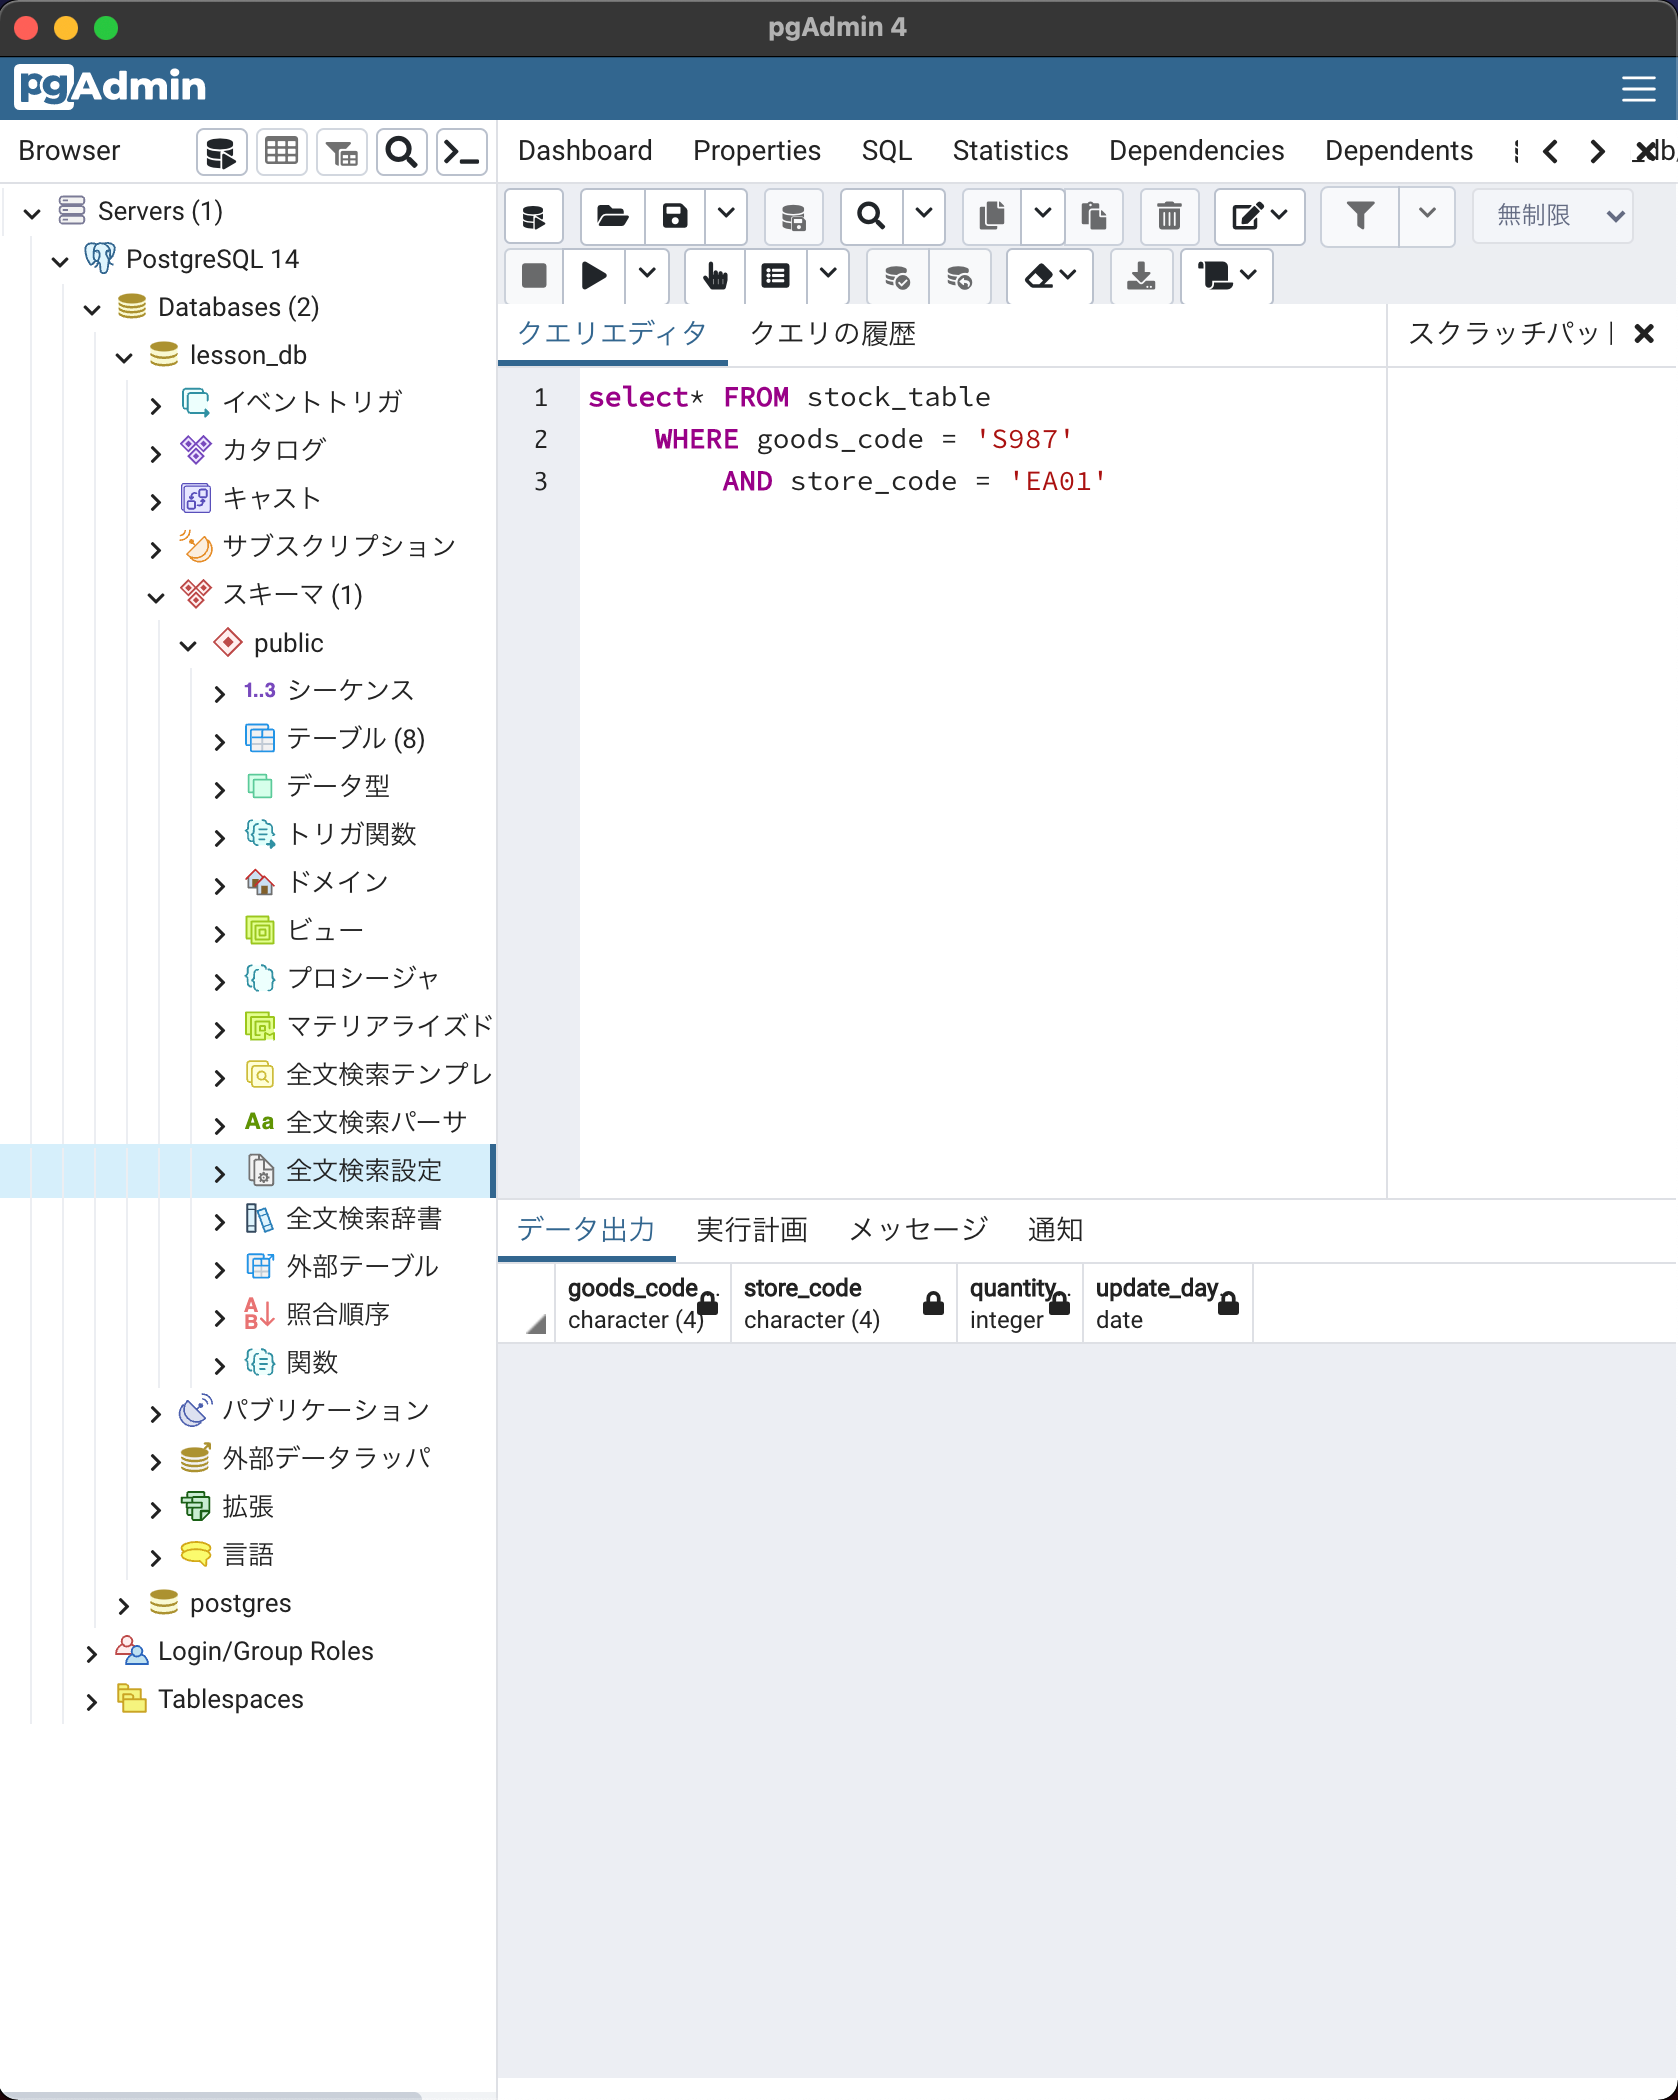 pgAdmin 4
pgAdmin
Browser
Dashboard Properties SQL Statistics Dependencies Dependents
無制限
Servers (1)
PostgreSQL 14
Databases (2)
lesson_db
イベントトリガ
カタログ
キャスト
サブスクリプション
スキーマ (1)
public
1..3 シーケンス
テーブル (8)
データ型
トリガ関数
ドメイン
ビュー
プロシージャ
マテリアライズド
全文検索テンプレ
Aa 全文検索パーサ
全文検索設定
全文検索辞書
外部テーブル
照合順序
関数
パブリケーション
外部データラッパ
拡張
言語
postgres
Login/Group Roles
Tablespaces
クエリエディタ クエリの履歴
スクラッチパッ
1 select* FROM stock_table
2 WHERE goods_code = 'S987'
3 AND store_code = 'EA01'
データ出力 実行計画 メッセージ 通知
goods_code store_code quantity update_day
character (4) character (4) integer date